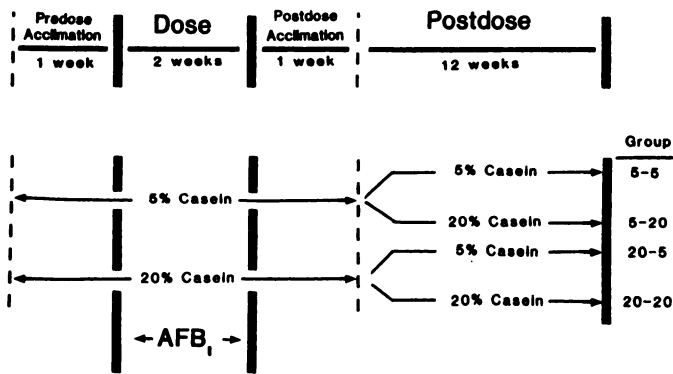 Predose Acclimation
Dose
Postdose Acclimation
Postdose
1 week
2 weeks
1 week
12 weeks
Group
5% Casein
5% Casein
5-5
20% Casein
5-20
5% Casein
20-5
20% Casein
20% Casein
20-20
AFB₁